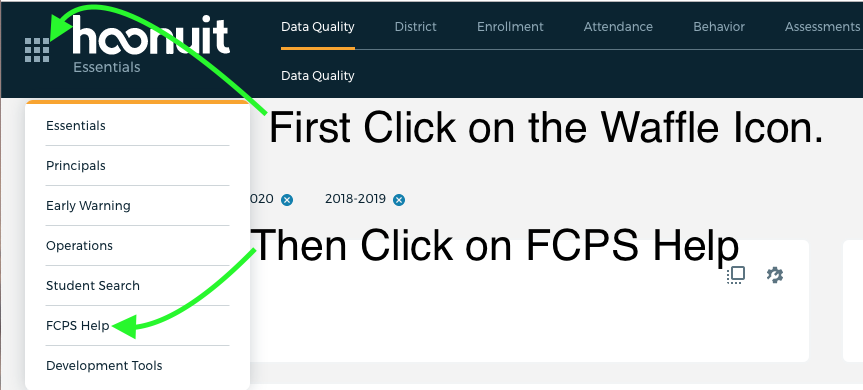 hoonuit
Essentials
Data Quality District Enrollment Attendance Behavior Assessments
Data Quality
First Click on the Waffle Icon.
Essentials
Principals
Early Warning
Operations
Student Search
FCPS Help
Development Tools
020 2018-2019
Then Click on FCPS Help